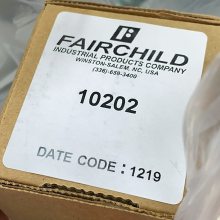 FAIRCHILD
INDUSTRIAL PRODUCTS COMPANY
WINSTON-SALEM, NC, USA
(336)-659-3400
10202
DATE CODE : 1219